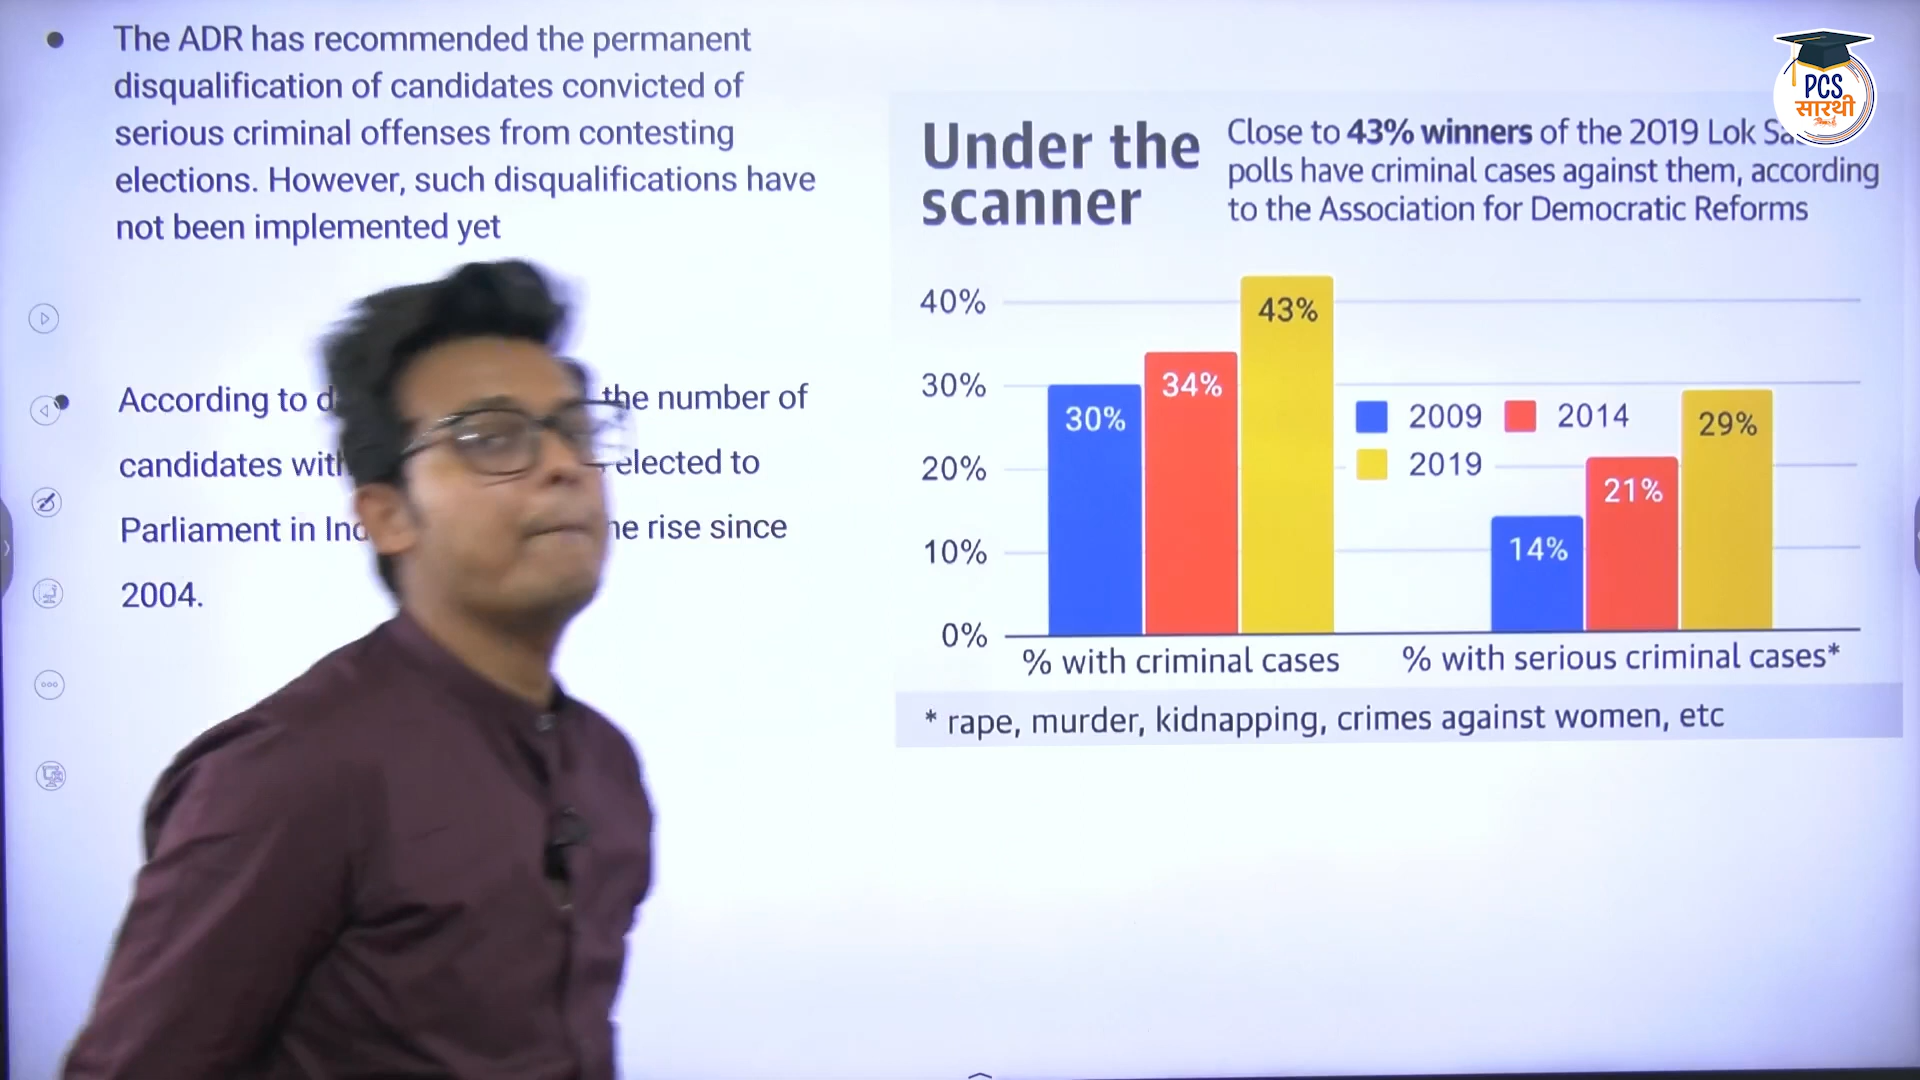 The ADR has recommended the permanent
disqualification of candidates convicted of
serious criminal offenses from contesting
elections. However, such disqualifications have
not been implemented yet
According to the number of
candidates elected to
Parliament in rise since
2004.
PCS
सारथी
Under the
scanner
Close to 43% winners of the 2019 Lok
polls have criminal cases against them, according
to the Association for Democratic Reforms
40%
30%
20%
10%
0%
30%
34%
43%
2009 2014
2019
14%
21%
29%
% with criminal cases
% with serious criminal cases*
* rape, murder, kidnapping, crimes against women, etc